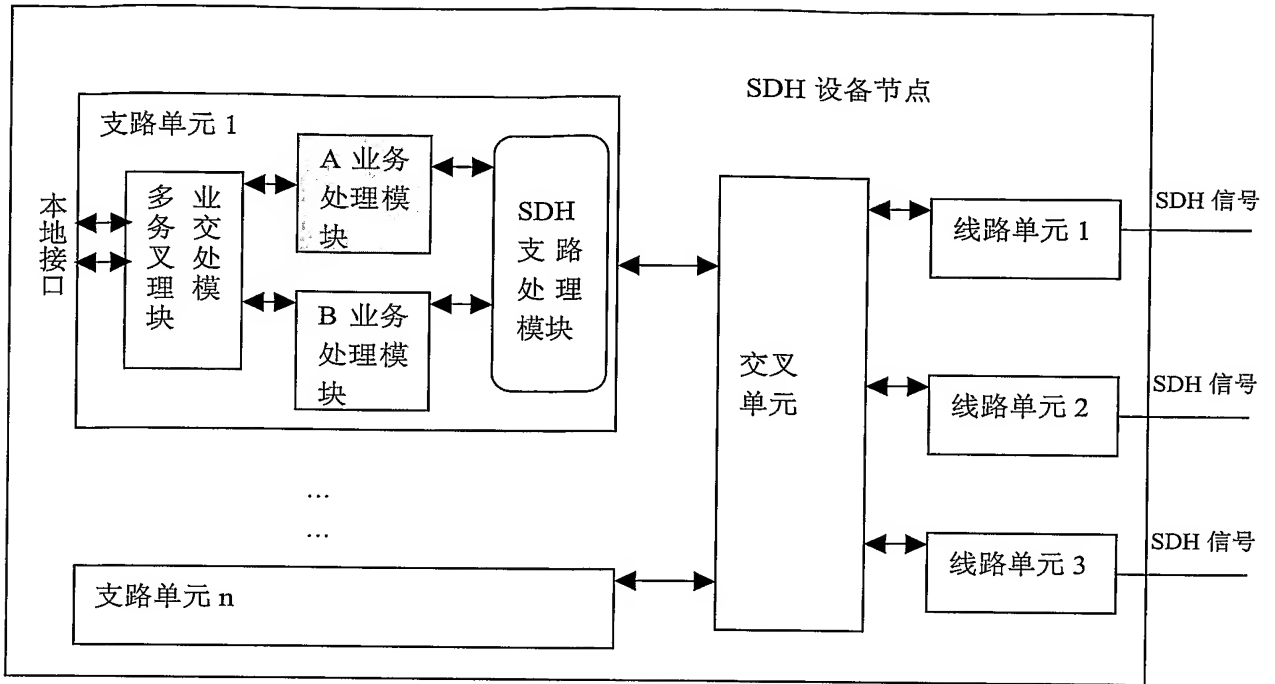 SDH 设备节点
支路单元 1
本地接口
多业
务交
叉处
理模
块
A 业务
处理模
块
B 业务
处理模
块
SDH
支路
处理
模块
交叉
单元
线路单元 1
SDH 信号
线路单元 2
SDH 信号
线路单元 3
SDH 信号
...
...
支路单元 n